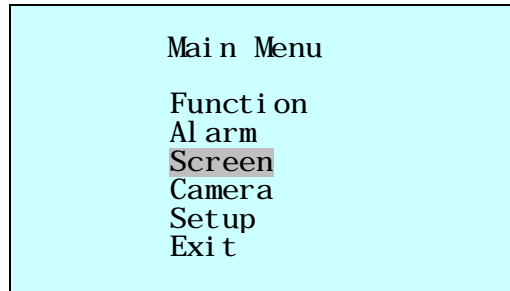 Main Menu
Function
Alarm
Screen
Camera
Setup
Exit